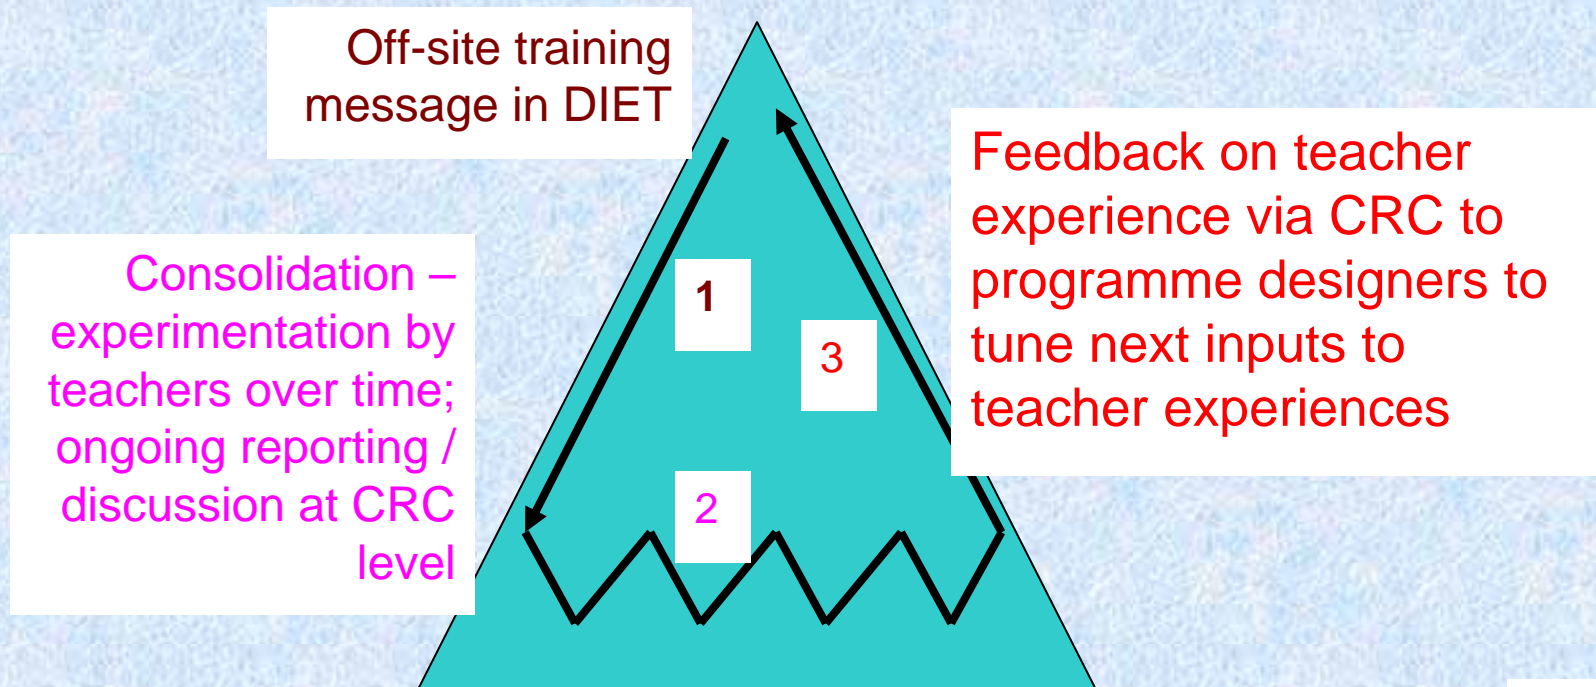 Off-site training
message in DIET
Consolidation –
experimentation by
teachers over time;
ongoing reporting /
discussion at CRC
level
1
2
3
Feedback on teacher
experience via CRC to
programme designers to
tune next inputs to
teacher experiences